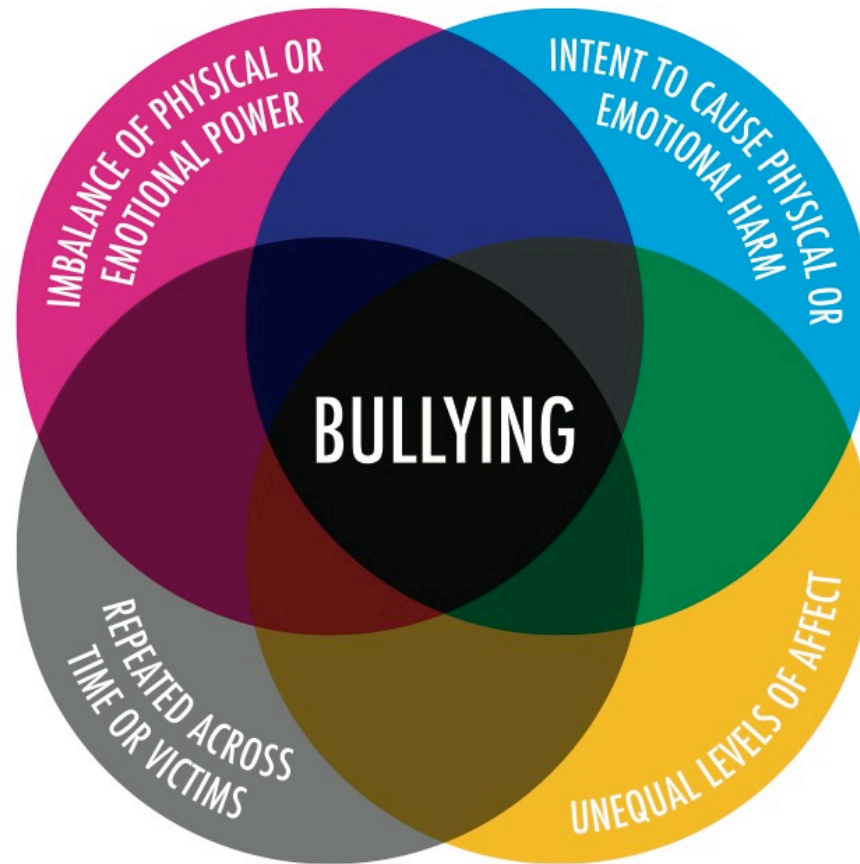 IMBALANCE OF PHYSICAL OR
EMOTIONAL POWER
INTENT TO CAUSE PHYSICAL OR
EMOTIONAL HARM
BULLYING
REPEATED ACROSS
TIME OR VICTIMS
UNEQUAL LEVELS OF AFFECT